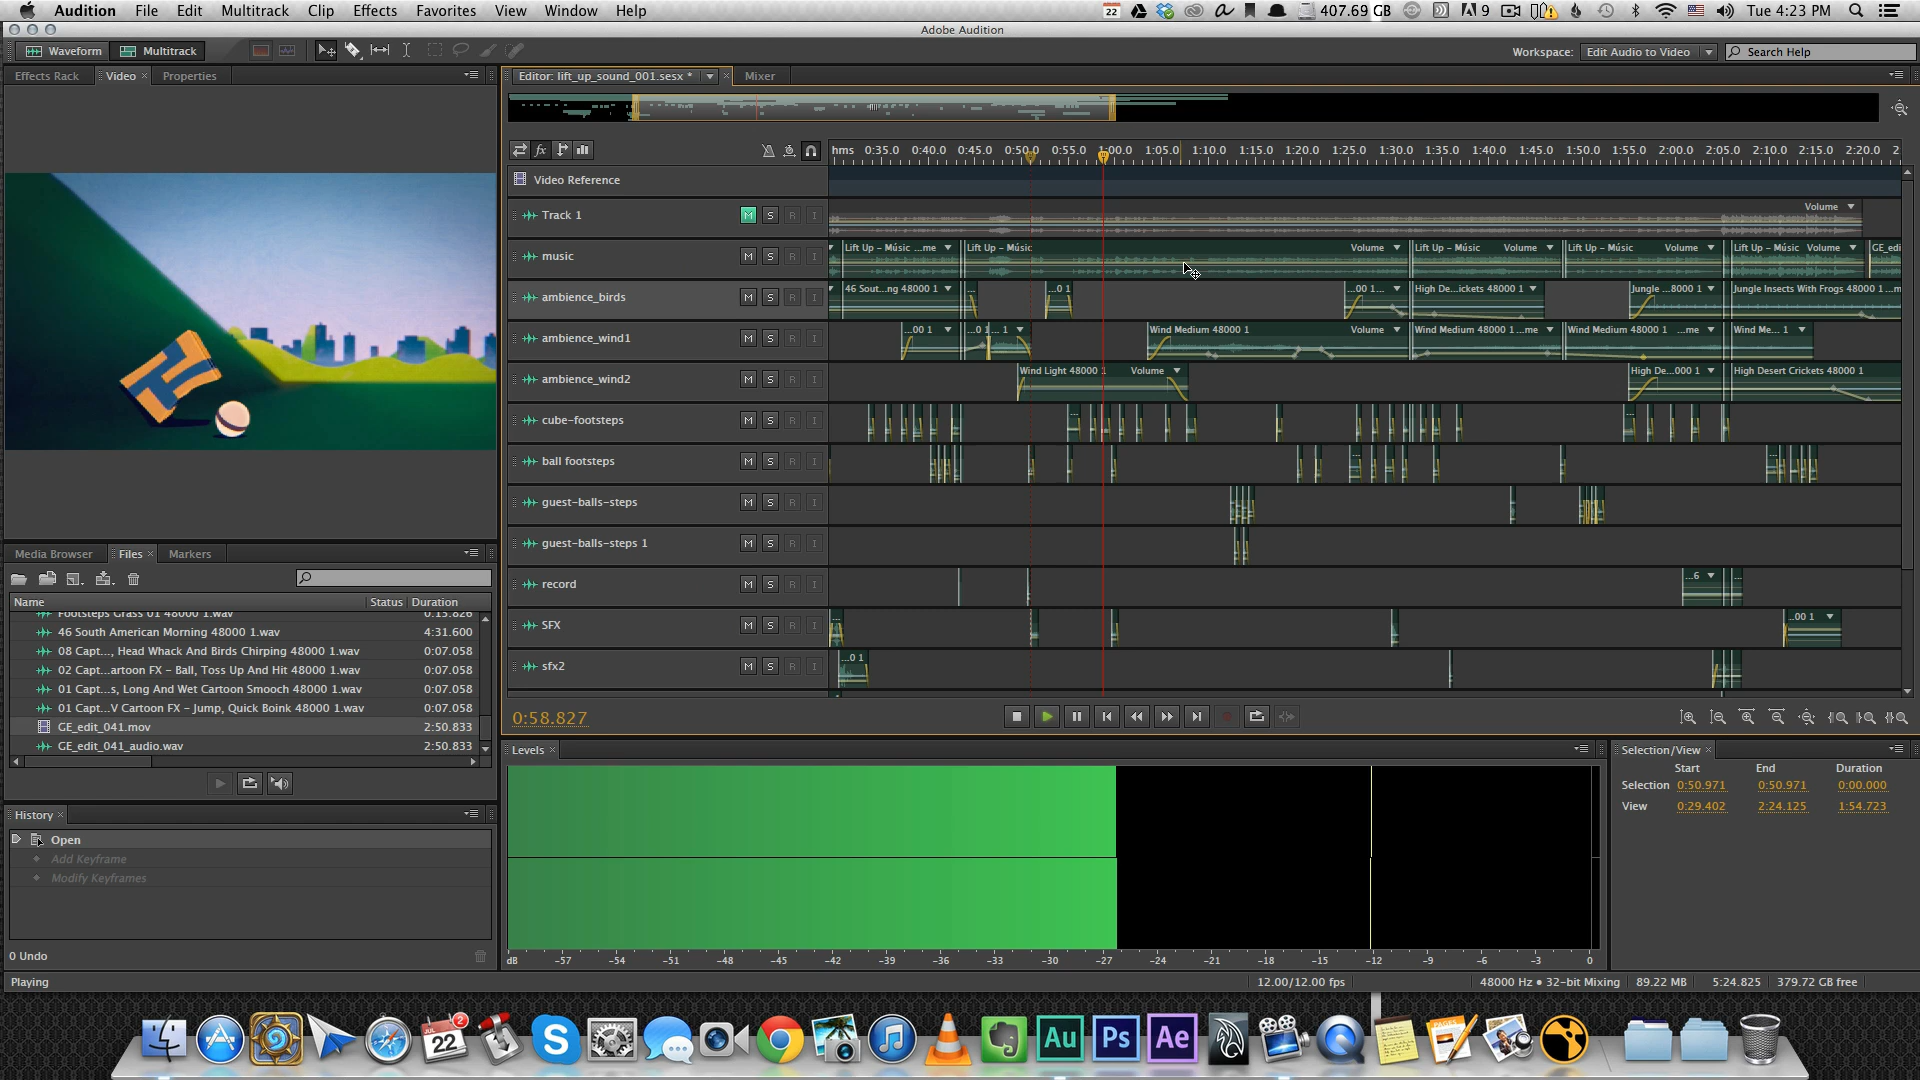 Audition File Edit Multitrack Clip Effects Favorites View Window Help 22 9 407.69 GB Tue 4:23 PM
Adobe Audition
Waveform Multitrack Workspace: Edit Audio to Video Search Help
Effects Rack Video × Properties
Editor: lift_up_sound_001.sesx * × Mixer
fx
hms 0:35.0 0:40.0 0:45.0 0:50.0 0:55.0 1:00.0 1:05.0 1:10.0 1:15.0 1:20.0 1:25.0 1:30.0 1:35.0 1:40.0 1:45.0 1:50.0 1:55.0 2:00.0 2:05.0 2:10.0 2:15.0 2:20.0 2
Video Reference
Track 1 M S R I Volume
music M S R I Lift Up – Músic ...me Lift Up – Músic Volume Lift Up – Músic Volume Lift Up – Músic Volume Lift Up – Músic Volume GE_edi
ambience_birds M S R I 46 Sout...ng 48000 1 ... ...0 1 ...00 1... High De...ickets 48000 1 Jungle ...8000 1 Jungle Insects With Frogs 48000 1 ...m
ambience_wind1 M S R I ...00 1 ...0 1 ... 1 Wind Medium 48000 1 Volume Wind Medium 48000 1 ...me Wind Medium 48000 1 ...me Wind Me... 1
ambience_wind2 M S R I Wind Light 48000 1 Volume High De...000 1 High Desert Crickets 48000 1
cube-footsteps M S R I
ball footsteps M S R I
guest-balls-steps M S R I
guest-balls-steps 1 M S R I
record M S R I ...6 ...
SFX M S R I ... ...00 1
sfx2 M S R I ...0 1
0:58.827
Media Browser Files × Markers
Name Status Duration
Footsteps Grass 01 48000 1.wav 0:15.826
46 South American Morning 48000 1.wav 4:31.600
08 Capt..., Head Whack And Birds Chirping 48000 1.wav 0:07.058
02 Capt...artoon FX – Ball, Toss Up And Hit 48000 1.wav 0:07.058
01 Capt...s, Long And Wet Cartoon Smooch 48000 1.wav 0:07.058
01 Capt...V Cartoon FX – Jump, Quick Boink 48000 1.wav 0:07.058
GE_edit_041.mov 2:50.833
GE_edit_041_audio.wav 2:50.833
History ×
Open
Add Keyframe
Modify Keyframes
0 Undo
Playing
Levels ×
dB -57 -54 -51 -48 -45 -42 -39 -36 -33 -30 -27 -24 -21 -18 -15 -12 -9 -6 -3 0
Selection/View ×
Start End Duration
Selection 0:50.971 0:50.971 0:00.000
View 0:29.402 2:24.125 1:54.723
12.00/12.00 fps 48000 Hz ● 32-bit Mixing 89.22 MB 5:24.825 379.72 GB free
JUL 22 2 Au Ps Ae